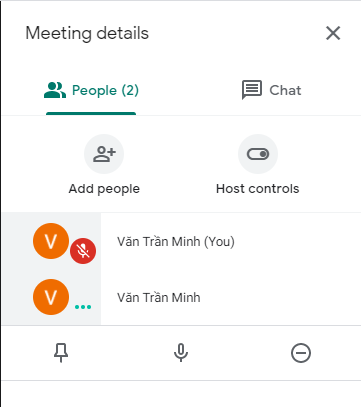 Meeting details
People (2)
Chat
Add people
Host controls
V
Văn Trần Minh (You)
V
Văn Trần Minh